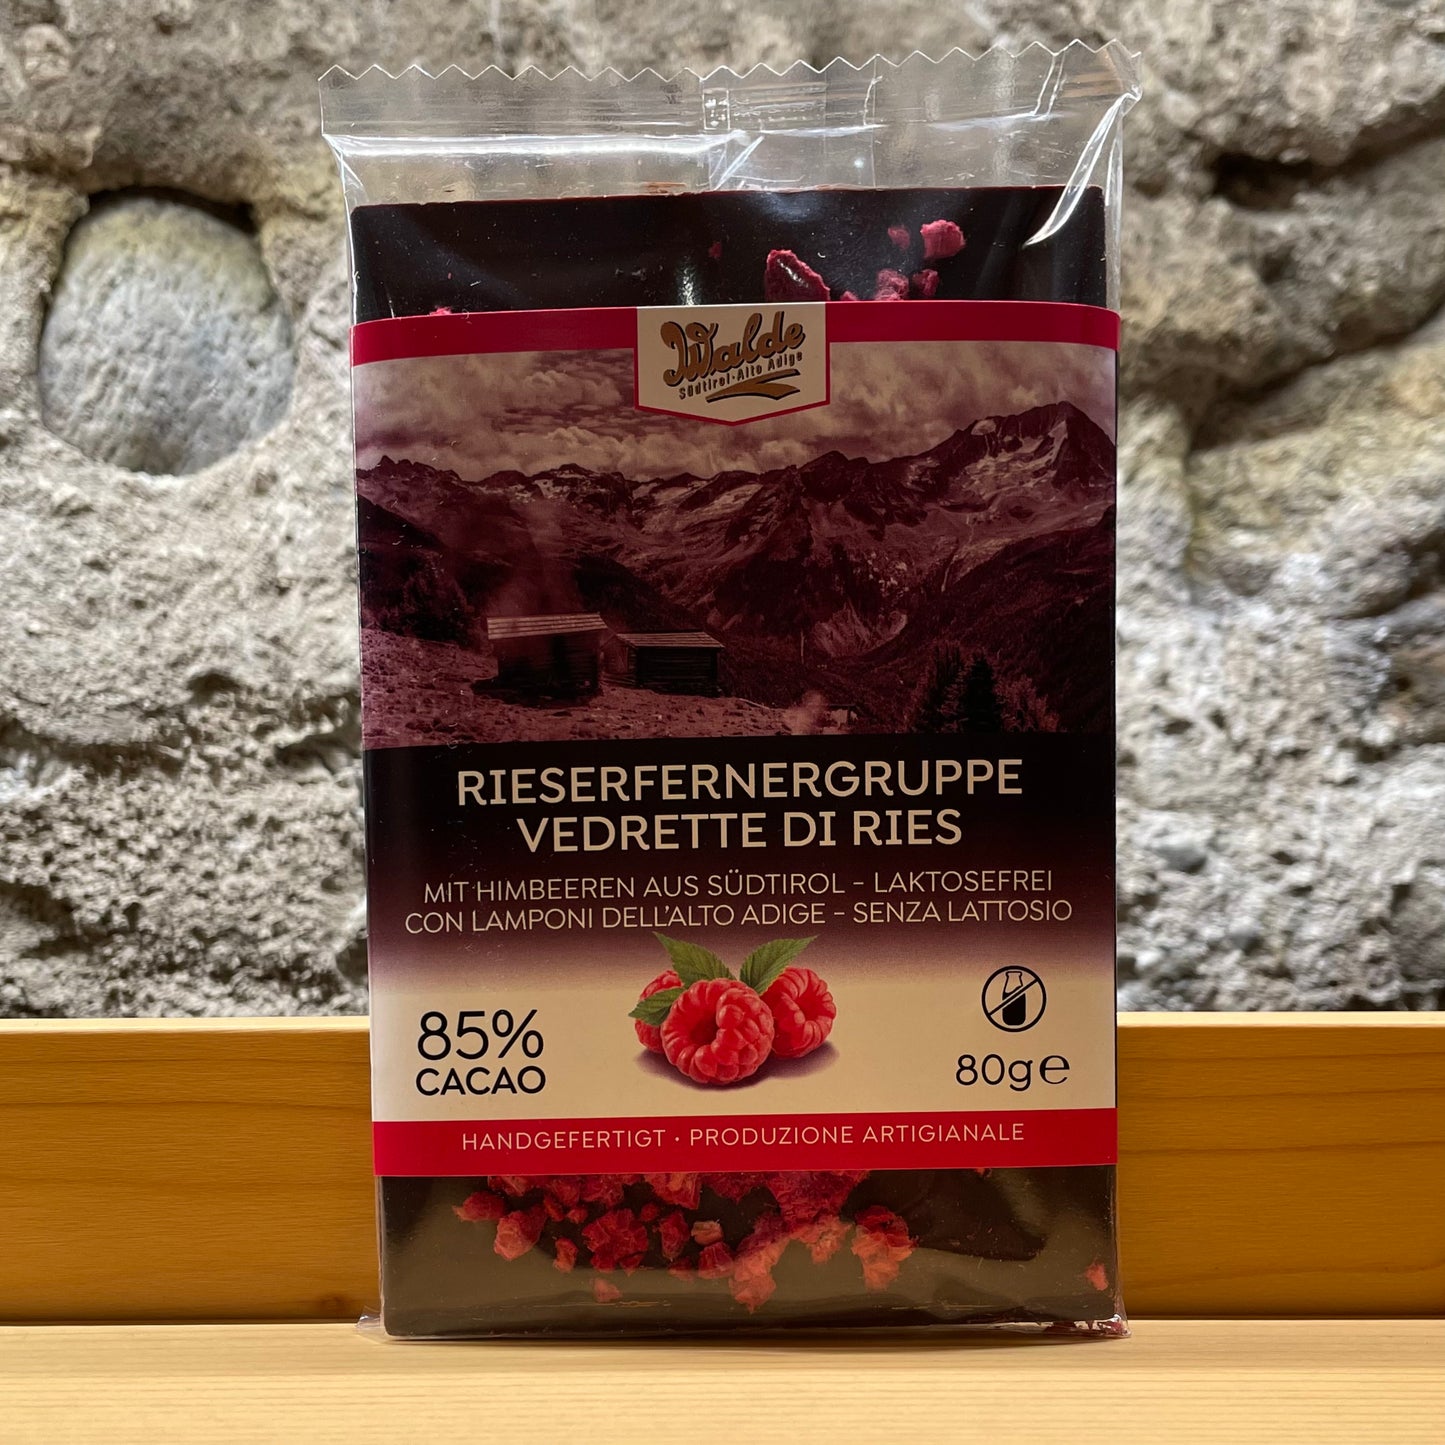 Walde
Südtirol-Alto Adige
RIESERFERNERGRUPPE
VEDRETTE DI RIES
MIT HIMBEEREN AUS SÜDTIROL – LAKTOSEFREI
CON LAMPONI DELL'ALTO ADIGE – SENZA LATTOSIO
85%
CACAO
80g℮
HANDGEFERTIGT · PRODUZIONE ARTIGIANALE